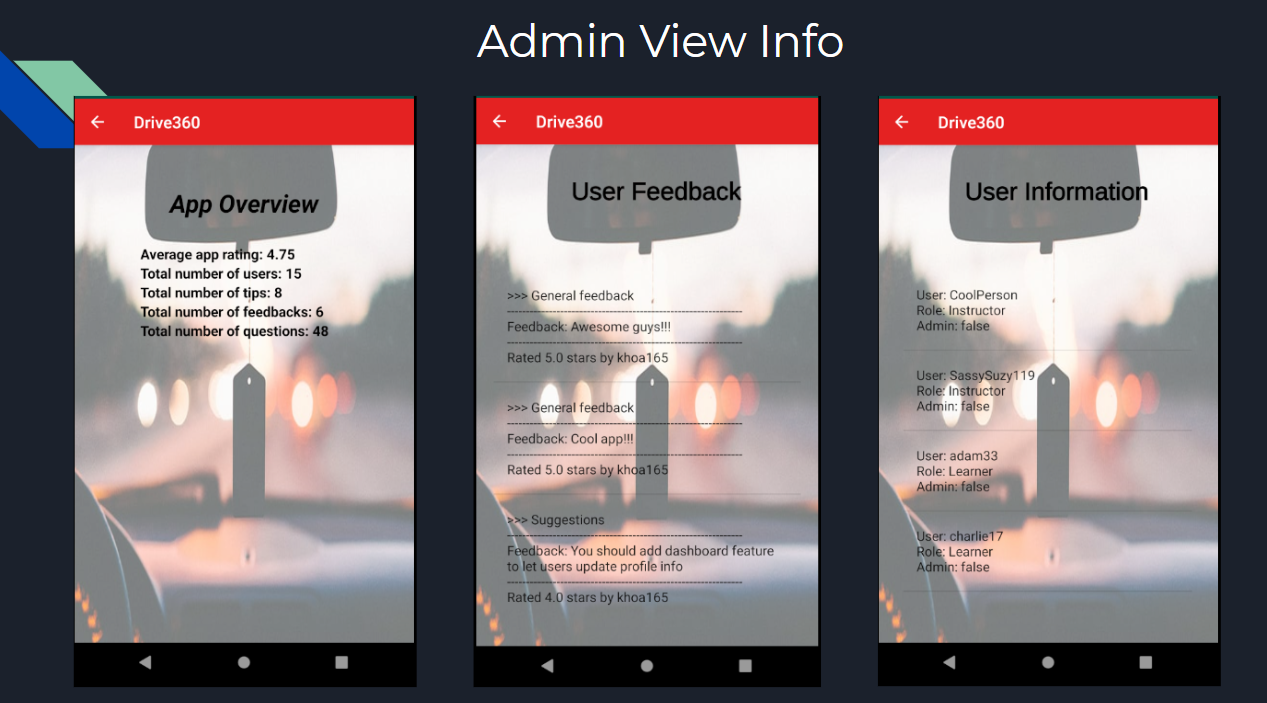 Admin View Info
Drive360
App Overview
Average app rating: 4.75
Total number of users: 15
Total number of tips: 8
Total number of feedbacks: 6
Total number of questions: 48
Drive360
User Feedback
>>> General feedback
------------------------------------------------------------
Feedback: Awesome guys!!!
------------------------------------------------------------
Rated 5.0 stars by khoa165
>>> General feedback
------------------------------------------------------------
Feedback: Cool app!!!
------------------------------------------------------------
Rated 5.0 stars by khoa165
>>> Suggestions
------------------------------------------------------------
Feedback: You should add dashboard feature
to let users update profile info
------------------------------------------------------------
Rated 4.0 stars by khoa165
Drive360
User Information
User: CoolPerson
Role: Instructor
Admin: false
User: SassySuzy119
Role: Instructor
Admin: false
User: adam33
Role: Learner
Admin: false
User: charlie17
Role: Learner
Admin: false